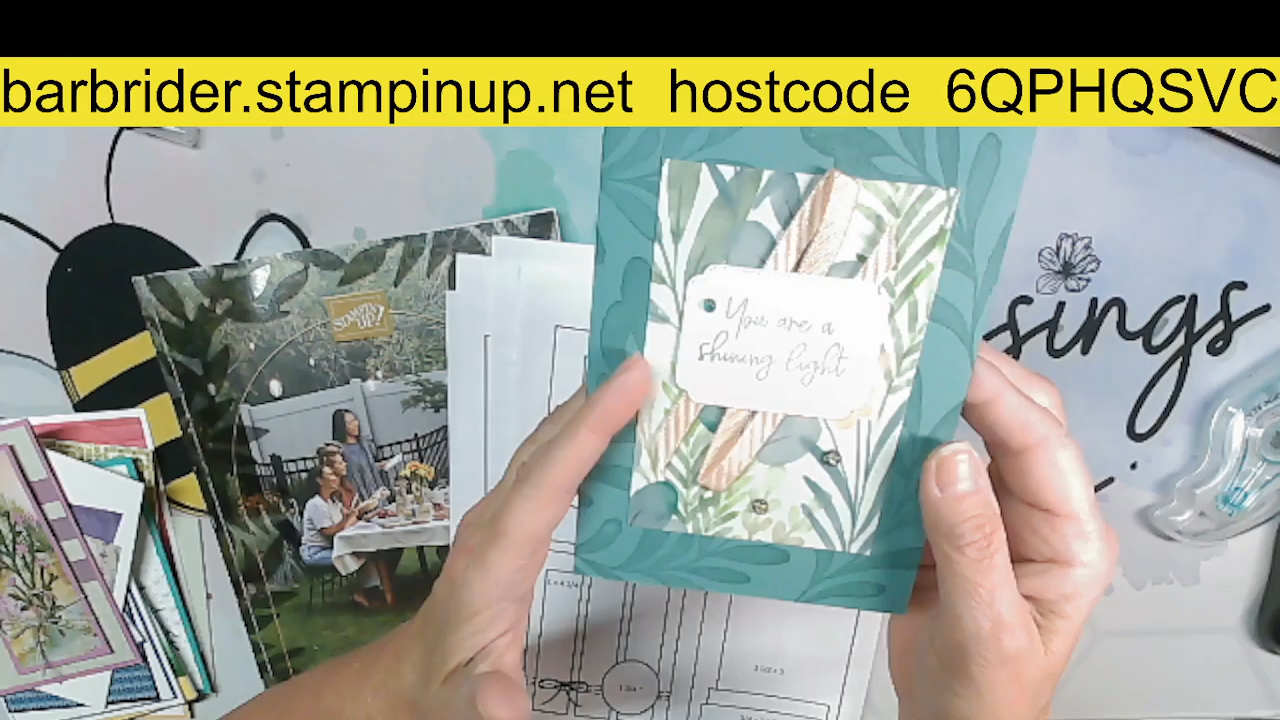 barbrider.stampinup.net hostcode 6QPHQSVC
STAMPIN' UP!
You are a
shining light
sings